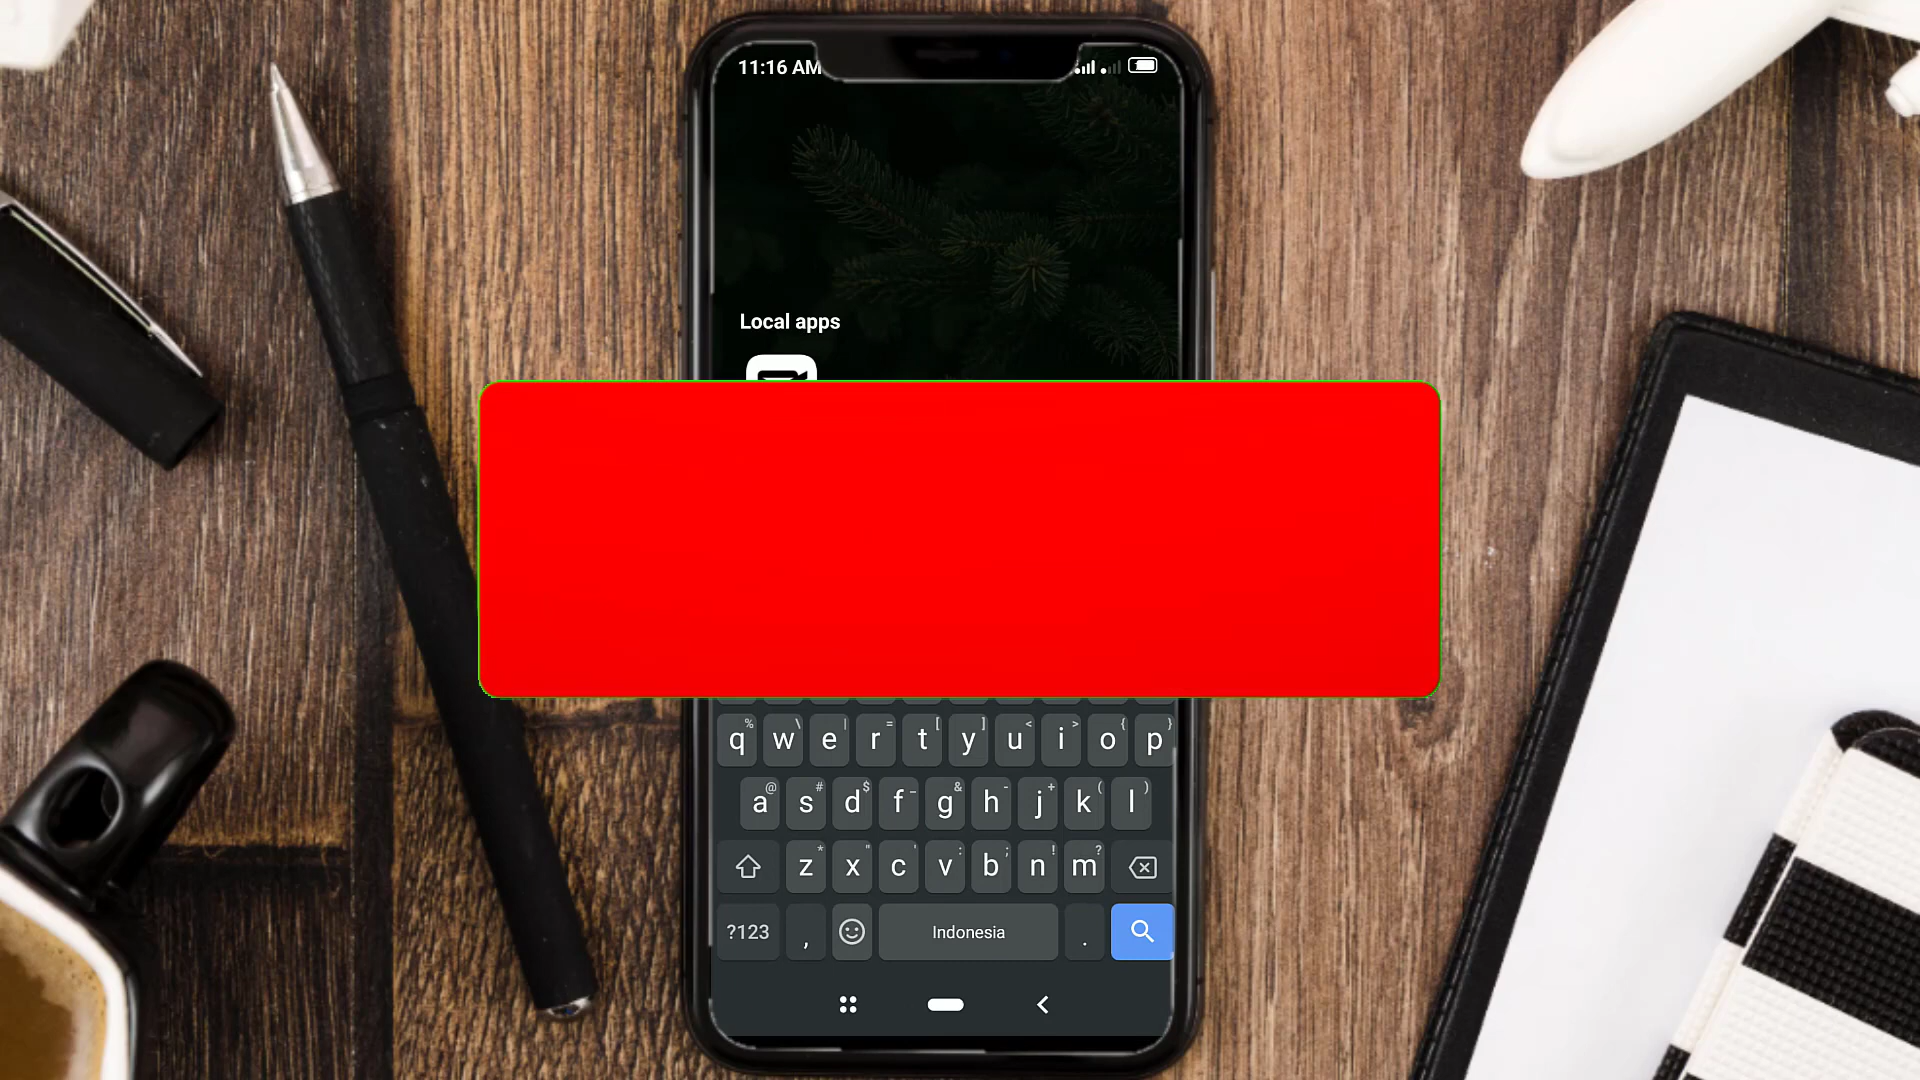 11:16 AM
Local apps
q w e r t y u i o p
a s d f g h j k l
z x c v b n m
?123 , Indonesia .